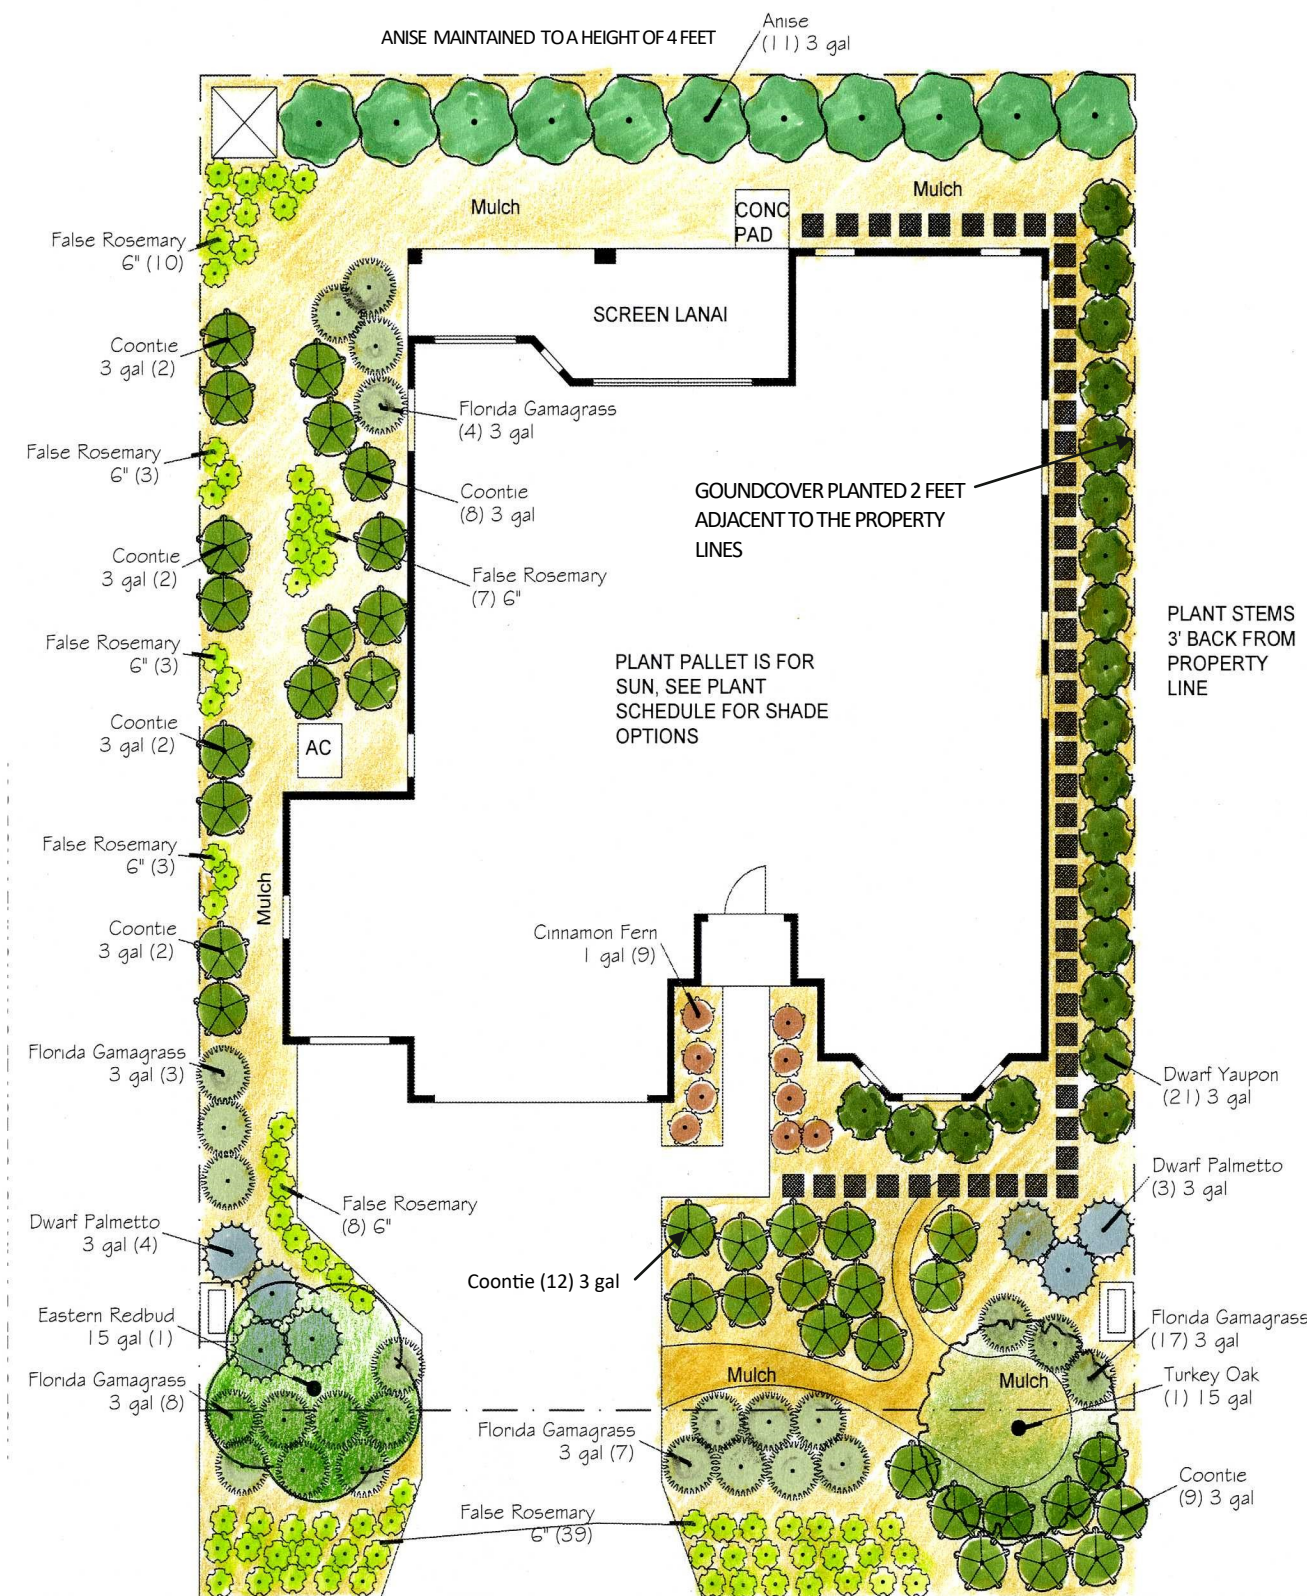 ANISE MAINTAINED TO A HEIGHT OF 4 FEET
Anise
(11) 3 gal
Mulch
Mulch
CONC
PAD
False Rosemary
6" (10)
SCREEN LANAI
Coontie
3 gal (2)
Florida Gamagrass
(4) 3 gal
False Rosemary
6" (3)
Coontie
(8) 3 gal
GOUNDCOVER PLANTED 2 FEET
ADJACENT TO THE PROPERTY
LINES
Coontie
3 gal (2)
False Rosemary
(7) 6"
PLANT STEMS
3' BACK FROM
PROPERTY
LINE
False Rosemary
6" (3)
PLANT PALLET IS FOR
SUN, SEE PLANT
SCHEDULE FOR SHADE
OPTIONS
Coontie
3 gal (2)
AC
False Rosemary
6" (3)
Mulch
Coontie
3 gal (2)
Cinnamon Fern
1 gal (9)
Florida Gamagrass
3 gal (3)
Dwarf Yaupon
(21) 3 gal
False Rosemary
(8) 6"
Dwarf Palmetto
(3) 3 gal
Dwarf Palmetto
3 gal (4)
Coontie (12) 3 gal
Eastern Redbud
15 gal (1)
Florida Gamagrass
(17) 3 gal
Mulch
Mulch
Turkey Oak
(1) 15 gal
Florida Gamagrass
3 gal (8)
Florida Gamagrass
3 gal (7)
Coontie
(9) 3 gal
False Rosemary
6" (39)